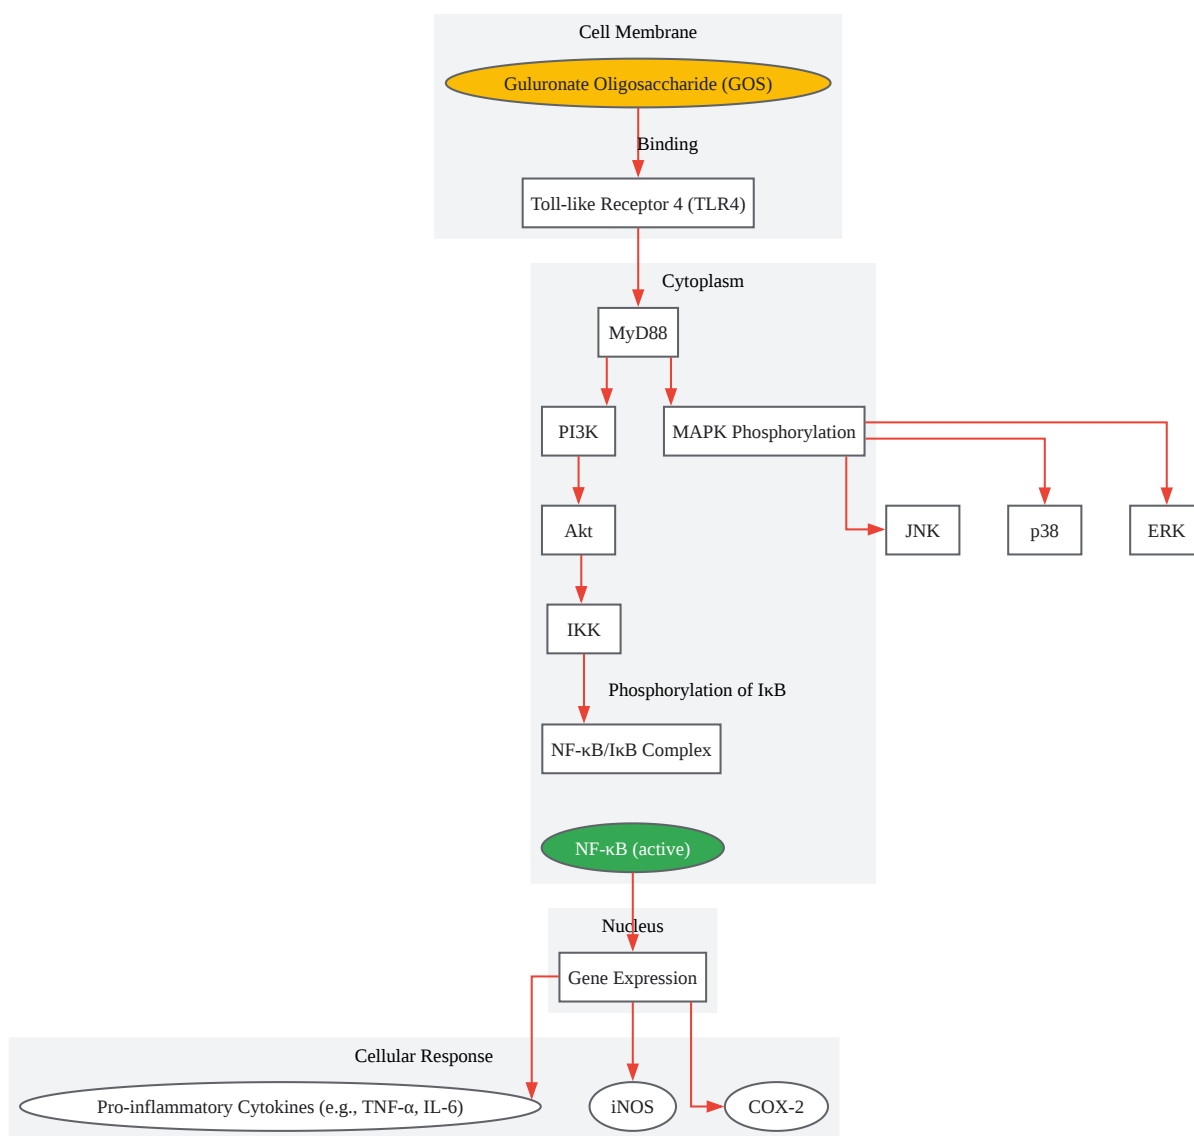 Cell Membrane
Guluronate Oligosaccharide (GOS)
Binding
Toll-like Receptor 4 (TLR4)
Cytoplasm
MyD88
PI3K
MAPK Phosphorylation
Akt
JNK
p38
ERK
IKK
Phosphorylation of IκB
NF-κB/IκB Complex
NF-κB (active)
Nucleus
Gene Expression
Cellular Response
Pro-inflammatory Cytokines (e.g., TNF-α, IL-6)
iNOS
COX-2